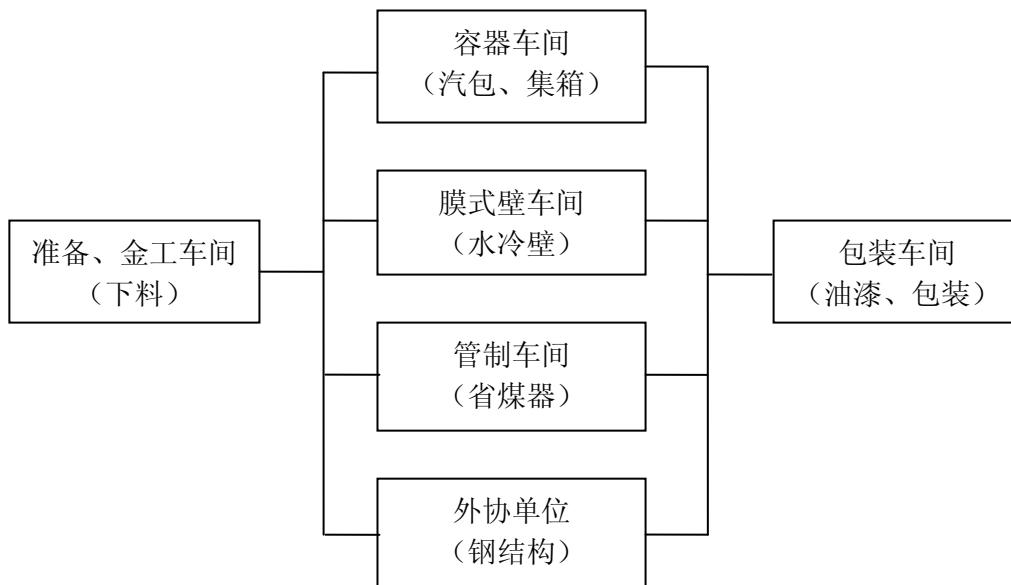 准备、金工车间
（下料）
容器车间
（汽包、集箱）
膜式壁车间
（水冷壁）
管制车间
（省煤器）
外协单位
（钢结构）
包装车间
（油漆、包装）